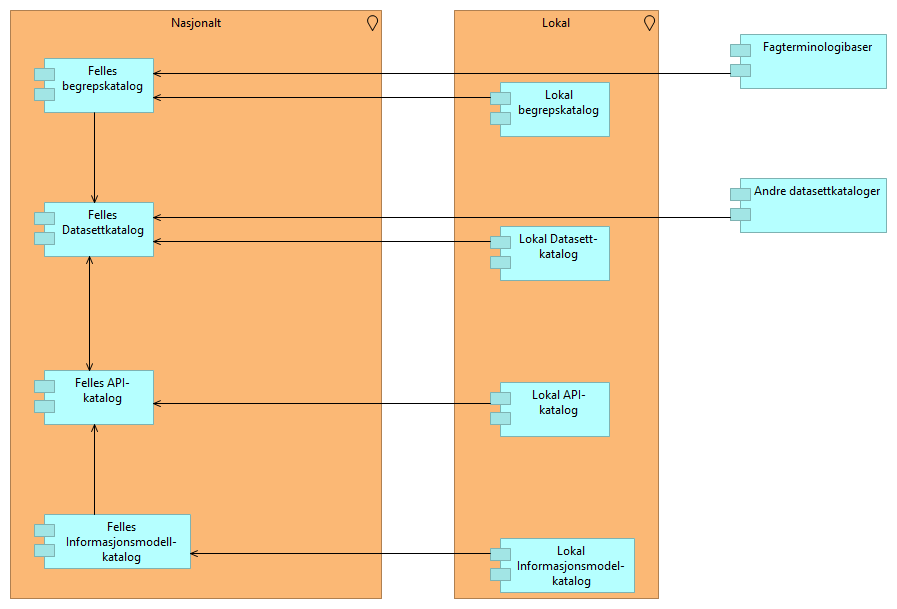 Nasjonalt
Lokal
Felles
begrepskatalog
Lokal
begrepskatalog
Fagterminologibaser
Felles
Datasettkatalog
Lokal Datasett-
katalog
Andre datasettkataloger
Felles API-
katalog
Lokal API-
katalog
Felles
Informasjonsmodell-
katalog
Lokal
Informasjonsmodel-
katalog